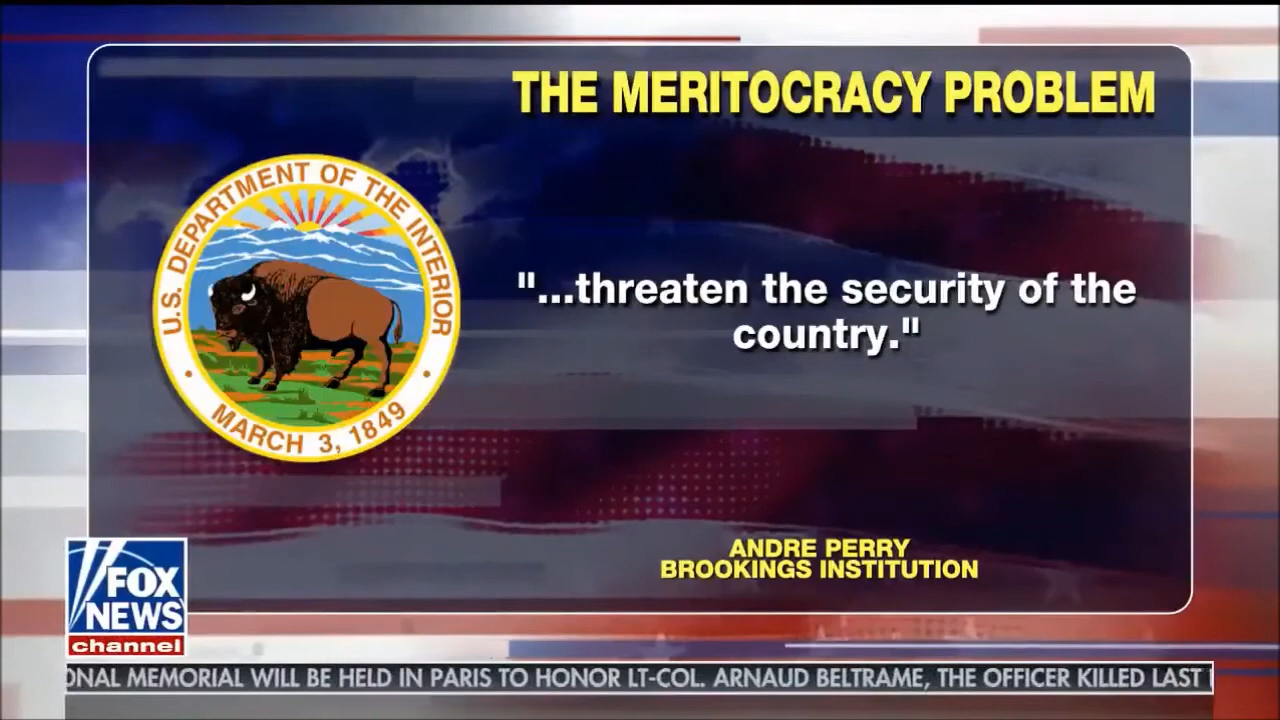 THE MERITOCRACY PROBLEM
U.S. DEPARTMENT OF THE INTERIOR
MARCH 3, 1849
"...threaten the security of the
country."
ANDRE PERRY
BROOKINGS INSTITUTION
FOX
NEWS
channel
MEMORIAL WILL BE HELD IN PARIS TO HONOR LT-COL. ARNAUD BELTRAME, THE OFFICER KILLED LAST